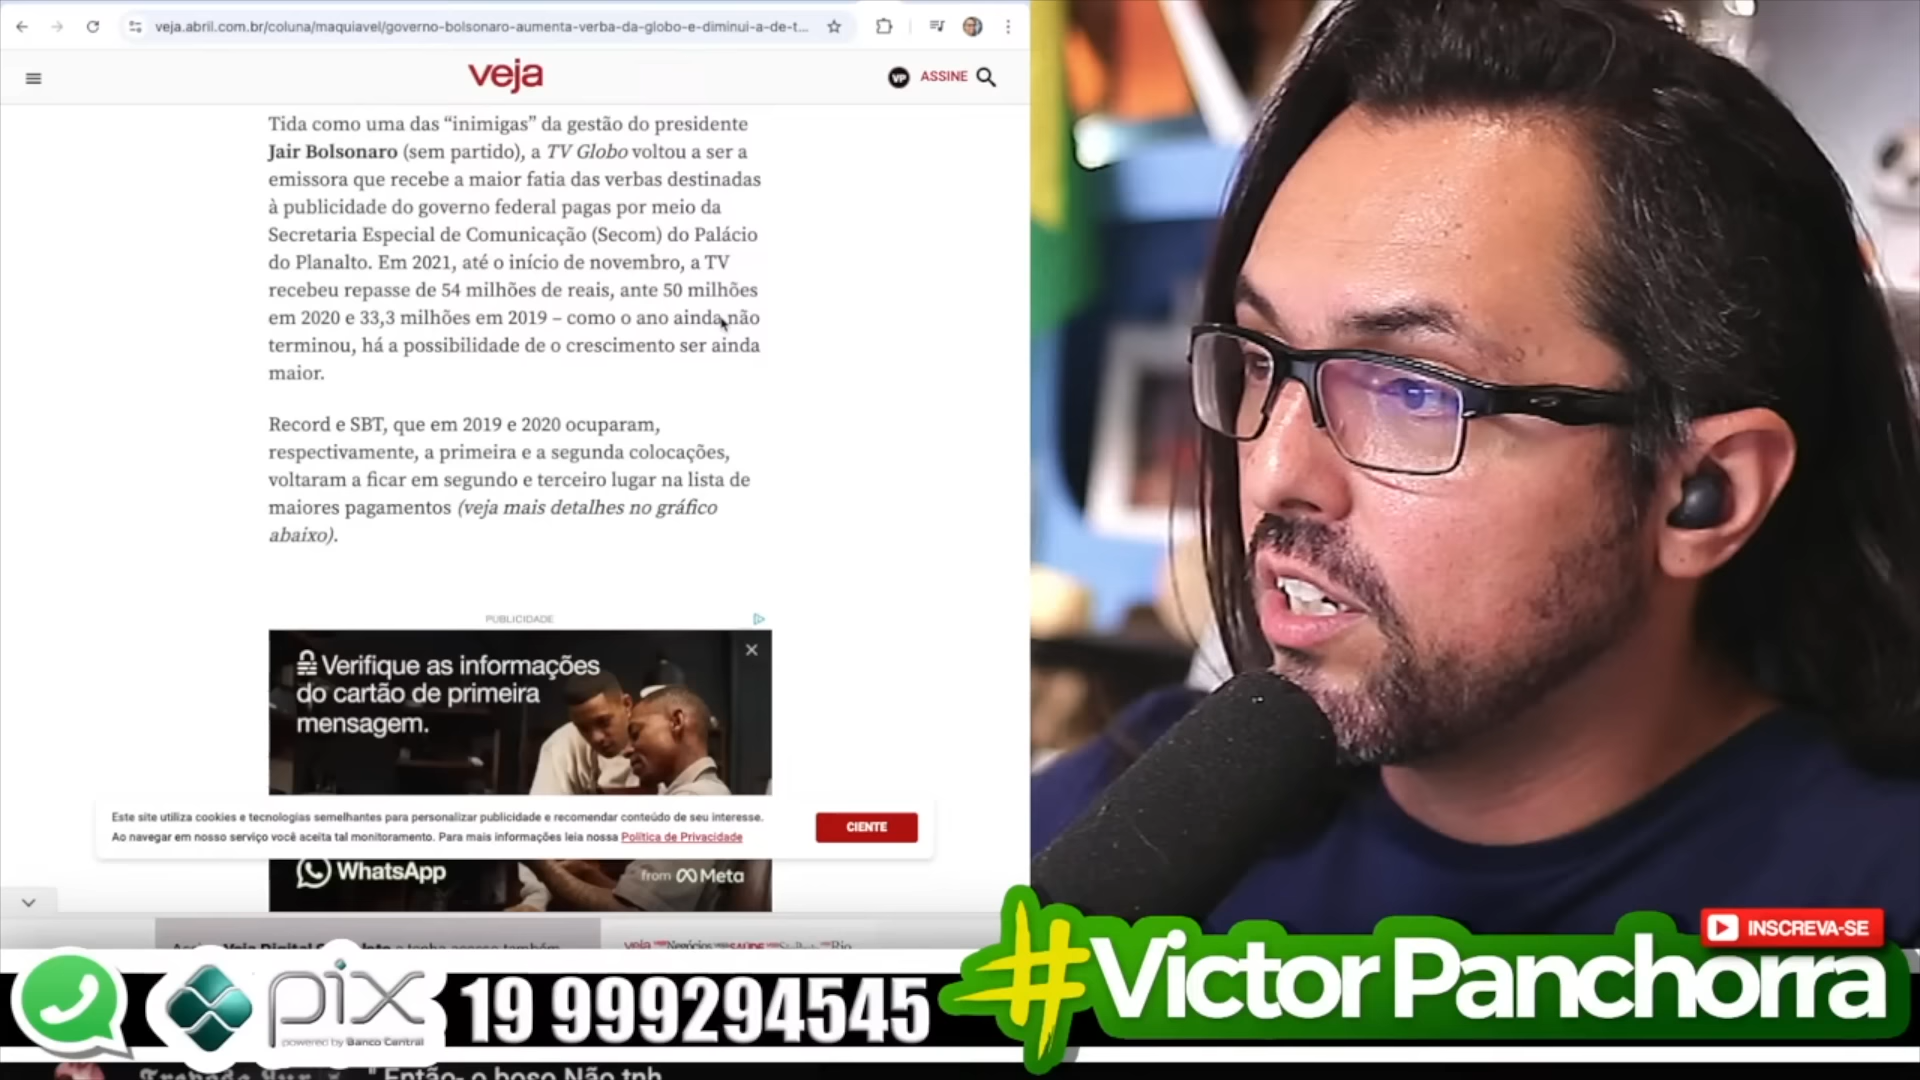 veja.abril.com.br/coluna/maquiavel/governo-bolsonaro-aumenta-verba-da-globo-e-diminui-a-de-t...
veja
VP
ASSINE
Tida como uma das “inimigas” da gestão do presidente
Jair Bolsonaro (sem partido), a TV Globo voltou a ser a
emissora que recebe a maior fatia das verbas destinadas
à publicidade do governo federal pagas por meio da
Secretaria Especial de Comunicação (Secom) do Palácio
do Planalto. Em 2021, até o início de novembro, a TV
recebeu repasse de 54 milhões de reais, ante 50 milhões
em 2020 e 33,3 milhões em 2019 – como o ano ainda não
terminou, há a possibilidade de o crescimento ser ainda
maior.
Record e SBT, que em 2019 e 2020 ocuparam,
respectivamente, a primeira e a segunda colocações,
voltaram a ficar em segundo e terceiro lugar na lista de
maiores pagamentos (veja mais detalhes no gráfico
abaixo).
PUBLICIDADE
Verifique as informações
do cartão de primeira
mensagem.
Este site utiliza cookies e tecnologias semelhantes para personalizar publicidade e recomendar conteúdo de seu interesse.
Ao navegar em nosso serviço você aceita tal monitoramento. Para mais informações leia nossa Política de Privacidade
CIENTE
WhatsApp
from Meta
INSCREVA-SE
#Victor Panchorra
pix
powered by Banco Central
19 999294545
" Então- o boso Não